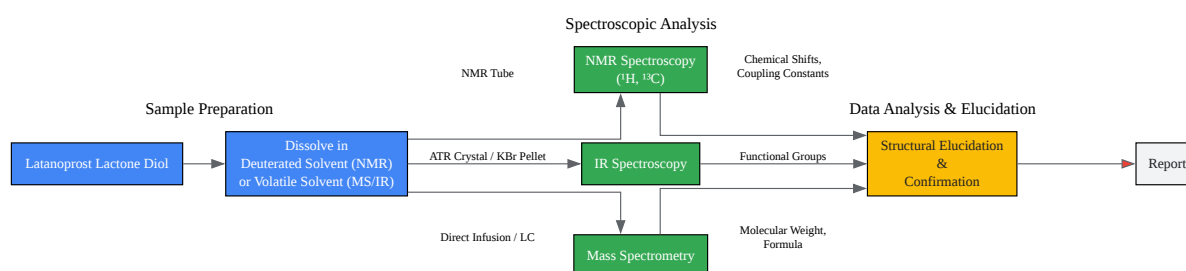 Spectroscopic Analysis
NMR Tube
NMR Spectroscopy
(¹H, ¹³C)
Chemical Shifts,
Coupling Constants
Sample Preparation
Data Analysis & Elucidation
Latanoprost Lactone Diol
Dissolve in
Deuterated Solvent (NMR)
or Volatile Solvent (MS/IR)
ATR Crystal / KBr Pellet
IR Spectroscopy
Functional Groups
Structural Elucidation
&
Confirmation
Report
Direct Infusion / LC
Mass Spectrometry
Molecular Weight,
Formula